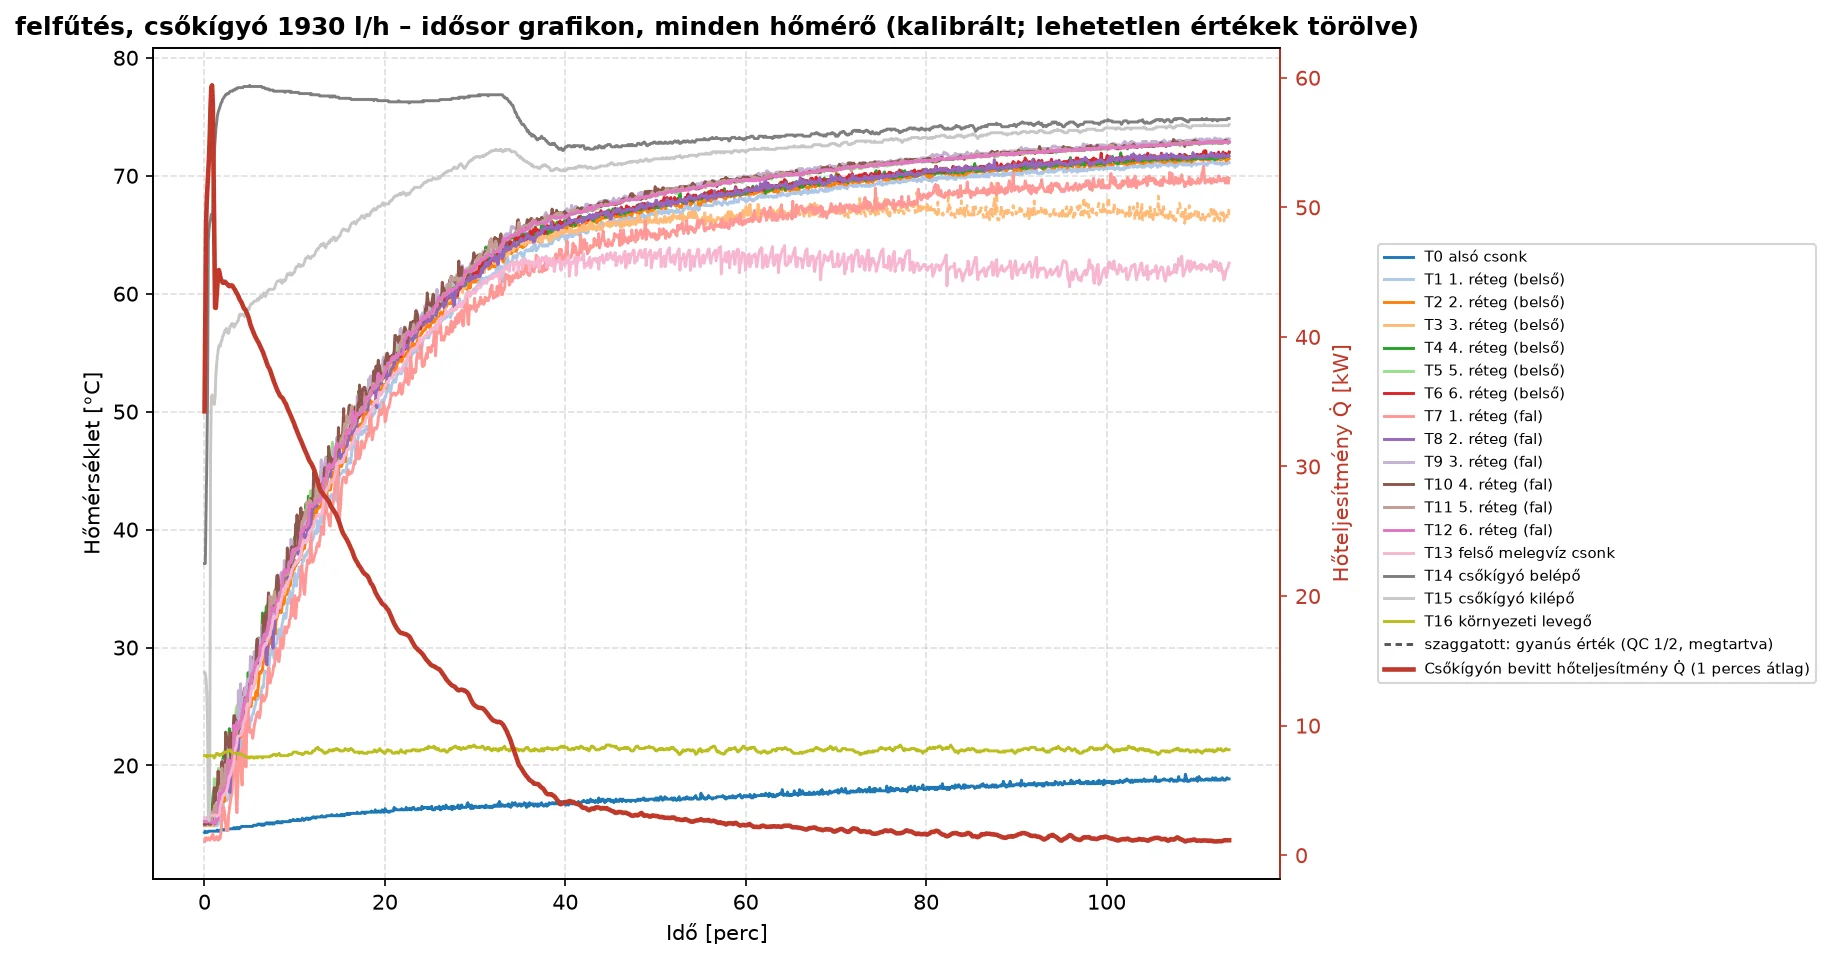 felfűtés, csőkígyó 1930 l/h – idősor grafikon, minden hőmérő (kalibrált; lehetetlen értékek törölve)
80
70
60
50
40
30
20
Hőmérséklet [°C]
0
20
40
60
80
100
Idő [perc]
60
50
40
30
20
10
0
Hőteljesítmény Q̇ [kW]
T0 alsó csonk
T1 1. réteg (belső)
T2 2. réteg (belső)
T3 3. réteg (belső)
T4 4. réteg (belső)
T5 5. réteg (belső)
T6 6. réteg (belső)
T7 1. réteg (fal)
T8 2. réteg (fal)
T9 3. réteg (fal)
T10 4. réteg (fal)
T11 5. réteg (fal)
T12 6. réteg (fal)
T13 felső melegvíz csonk
T14 csőkígyó belépő
T15 csőkígyó kilépő
T16 környezeti levegő
szaggatott: gyanús érték (QC 1/2, megtartva)
Csőkígyón bevitt hőteljesítmény Q̇ (1 perces átlag)